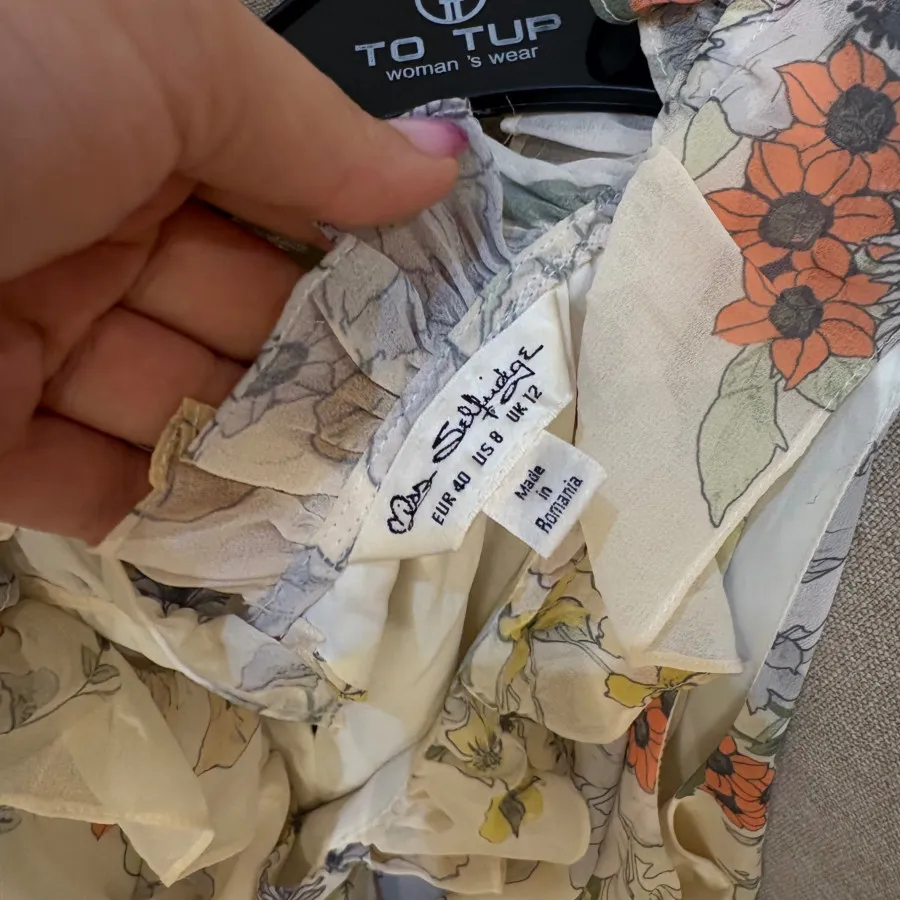 TO TUP
woman 's wear
Miss Selfridge
EUR 40 US 8 UK 12
Made
in
Romania